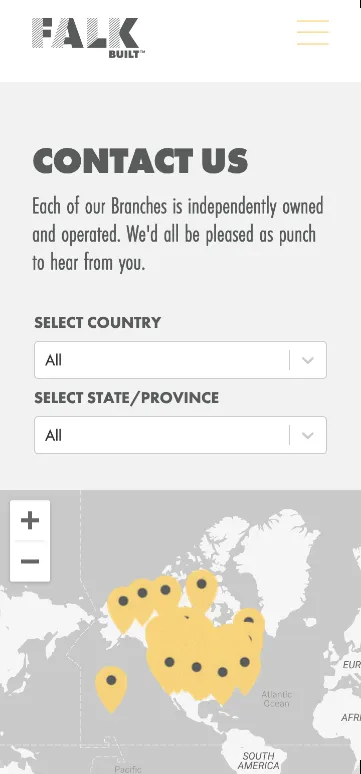 FALK
BUILT™
CONTACT US
Each of our Branches is independently owned
and operated. We'd all be pleased as punch
to hear from you.
SELECT COUNTRY
All
SELECT STATE/PROVINCE
All
+
−
Atlantic
Ocean
EUR
AFRI
Pacific
SOUTH
AMERICA